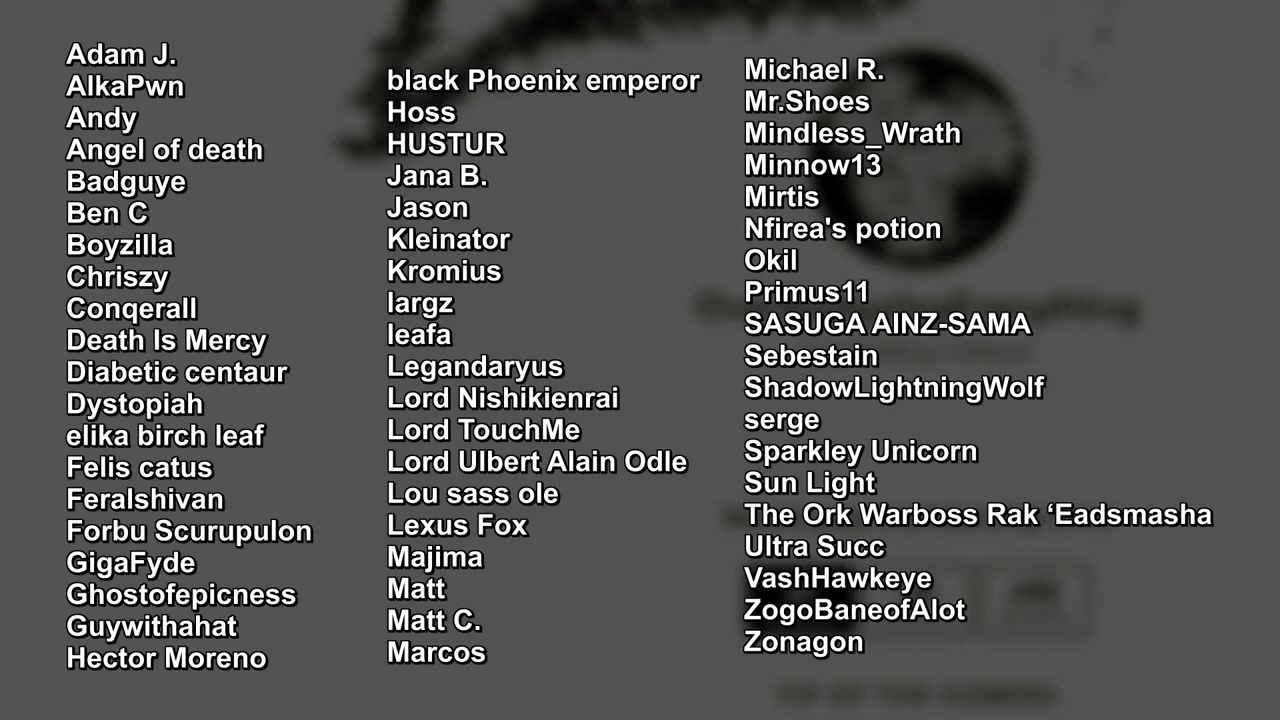 Adam J.
AlkaPwn
Andy
Angel of death
Badguye
Ben C
Boyzilla
Chriszy
Conqerall
Death Is Mercy
Diabetic centaur
Dystopiah
elika birch leaf
Felis catus
Feralshivan
Forbu Scurupulon
GigaFyde
Ghostofepicness
Guywithahat
Hector Moreno
black Phoenix emperor
Hoss
HUSTUR
Jana B.
Jason
Kleinator
Kromius
largz
leafa
Legandaryus
Lord Nishikienrai
Lord TouchMe
Lord Ulbert Alain Odle
Lou sass ole
Lexus Fox
Majima
Matt
Matt C.
Marcos
Michael R.
Mr.Shoes
Mindless_Wrath
Minnow13
Mirtis
Nfirea's potion
Okil
Primus11
SASUGA AINZ-SAMA
Sebestain
ShadowLightningWolf
serge
Sparkley Unicorn
Sun Light
The Ork Warboss Rak ‘Eadsmasha
Ultra Succ
VashHawkeye
ZogoBaneofAlot
Zonagon